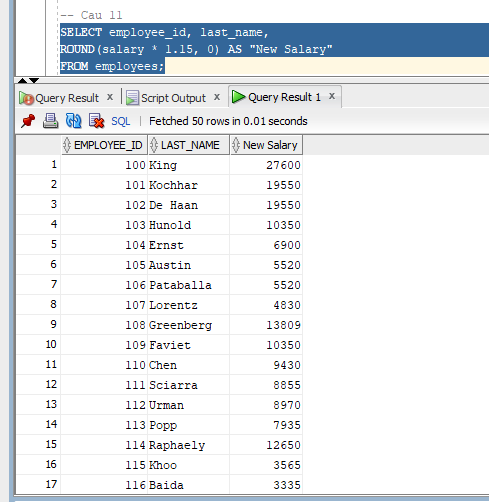 -- Cau 11
SELECT employee_id, last_name,
ROUND(salary * 1.15, 0) AS "New Salary"
FROM employees;
Query Result x Script Output x Query Result 1 x
SQL | Fetched 50 rows in 0.01 seconds
EMPLOYEE_ID LAST_NAME New Salary
1 100 King 27600
2 101 Kochhar 19550
3 102 De Haan 19550
4 103 Hunold 10350
5 104 Ernst 6900
6 105 Austin 5520
7 106 Pataballa 5520
8 107 Lorentz 4830
9 108 Greenberg 13809
10 109 Faviet 10350
11 110 Chen 9430
12 111 Sciarra 8855
13 112 Urman 8970
14 113 Popp 7935
15 114 Raphaely 12650
16 115 Khoo 3565
17 116 Baida 3335